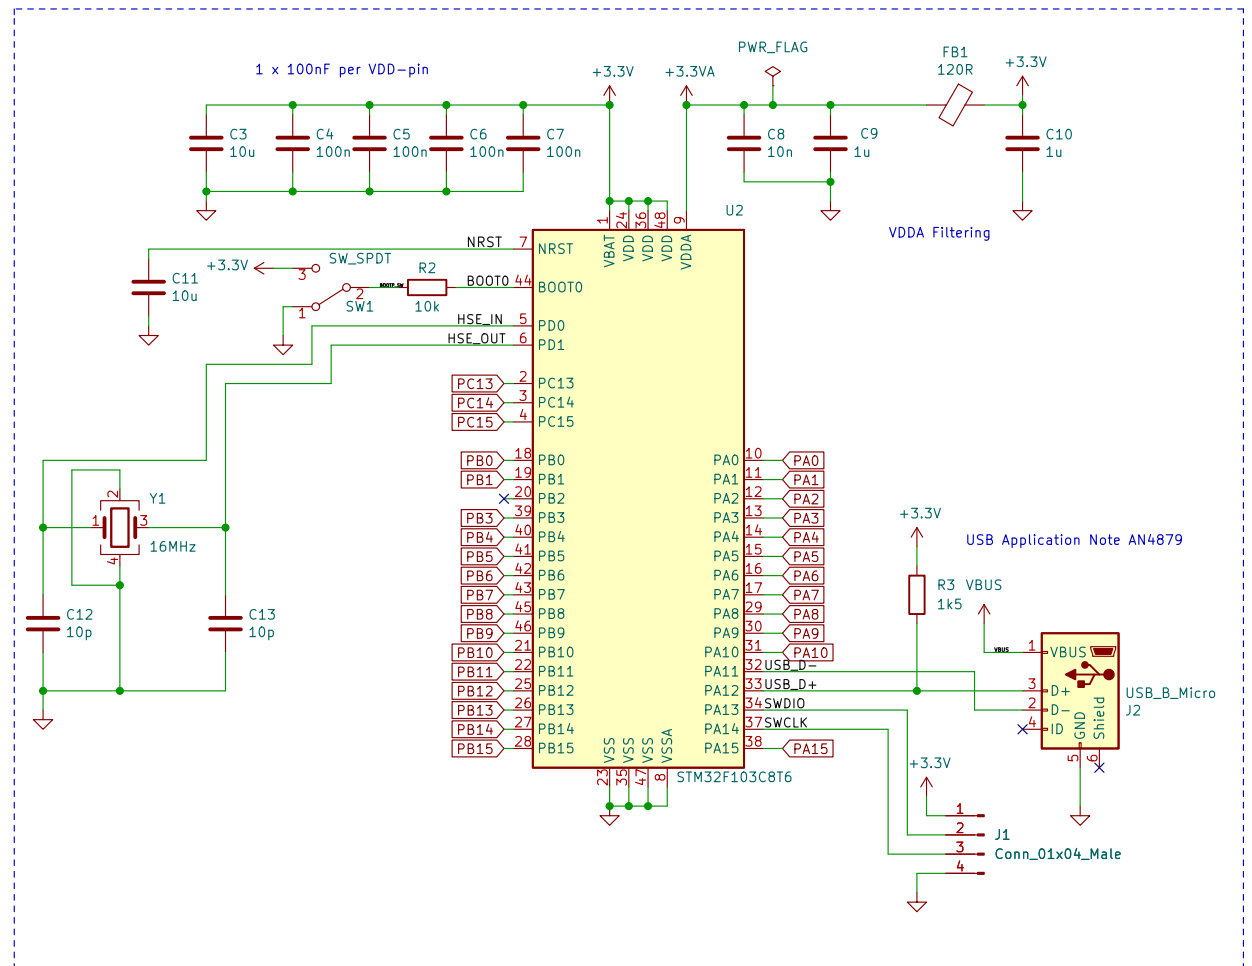 PWR_FLAG
FB1
120R
+3.3V
1 x 100nF per VDD-pin
+3.3V
+3.3VA
C3
10u
C4
100n
C5
100n
C6
100n
C7
100n
C8
10n
C9
1u
C10
1u
U2
VDDA Filtering
1
24
36
48
9
VBAT
VDD
VDD
VDD
VDDA
NRST
7
NRST
+3.3V
3
SW_SPDT
C11
10u
2
BOOTP_SW
R2
10k
BOOT0
44
BOOT0
1
SW1
HSE_IN
5
PD0
HSE_OUT
6
PD1
PC13
2
PC13
PC14
3
PC14
PC15
4
PC15
PB0
18
PB0
PA0
10
PA0
PB1
19
PB1
PA1
11
PA1
20
PB2
PA2
12
PA2
PB3
39
PB3
PA3
13
PA3
PB4
40
PB4
PA4
14
PA4
PB5
41
PB5
PA5
15
PA5
PB6
42
PB6
PA6
16
PA6
PB7
43
PB7
PA7
17
PA7
PB8
45
PB8
PA8
29
PA8
PB9
46
PB9
PA9
30
PA9
PB10
21
PB10
PA10
31
PA10
PB11
22
PB11
PA11
32
USB_D-
PB12
25
PB12
PA12
33
USB_D+
PB13
26
PB13
PA13
34
SWDIO
PB14
27
PB14
PA14
37
SWCLK
PB15
28
PB15
PA15
38
PA15
2
Y1
1
3
16MHz
4
C12
10p
C13
10p
VSS
VSS
VSS
VSSA
23
35
47
8
STM32F103C8T6
+3.3V
USB Application Note AN4879
R3
1k5
VBUS
VBUS
1
VBUS
3
D+
2
D-
4
ID
GND
Shield
5
6
USB_B_Micro
J2
+3.3V
1
2
3
4
J1
Conn_01x04_Male